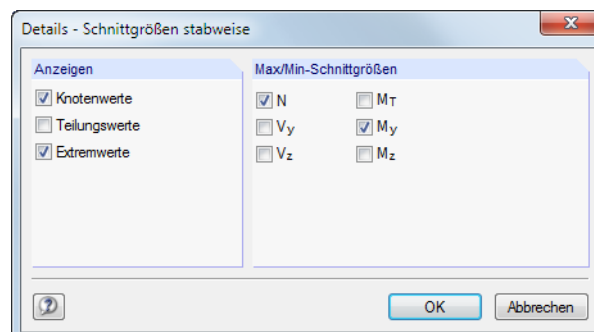 Details - Schnittgrößen stabweise
Anzeigen
Knotenwerte
Teilungswerte
Extremwerte
Max/Min-Schnittgrößen
N
MT
Vy
My
Vz
Mz
OK
Abbrechen